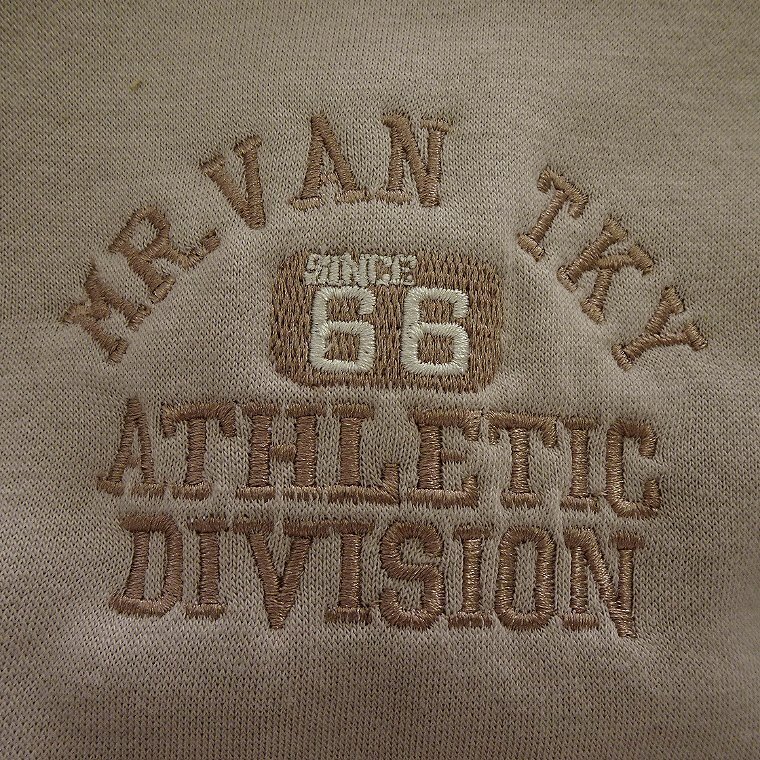 MR.VAN TKY
SINCE
66
ATHLETIC
DIVISION